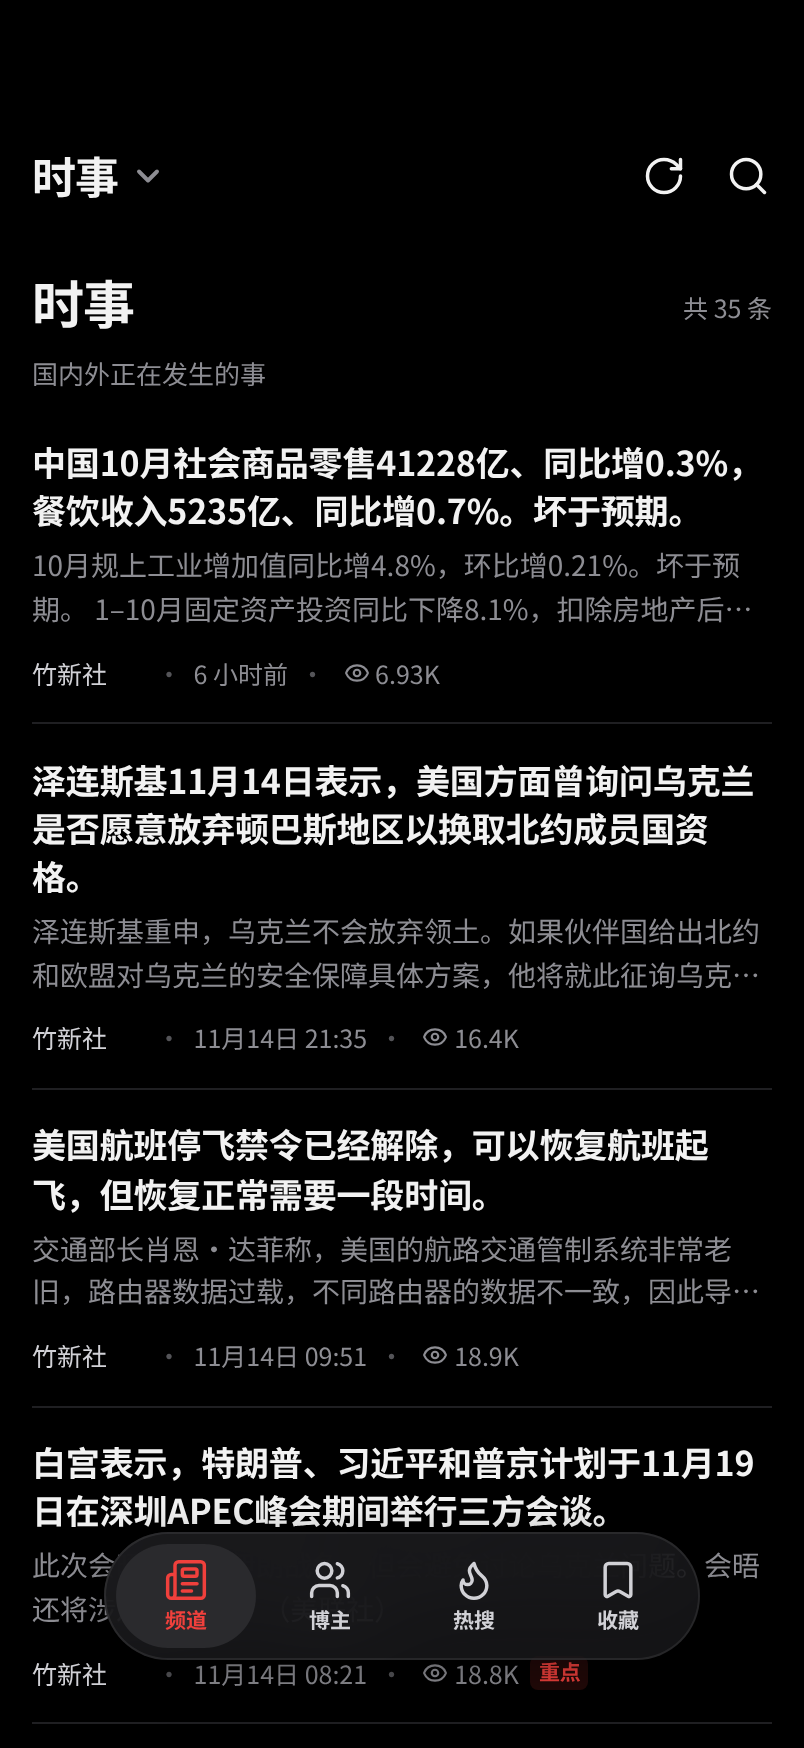 时事
时事
共 35 条
国内外正在发生的事
中国10月社会商品零售41228亿、同比增0.3%，
餐饮收入5235亿、同比增0.7%。坏于预期。
10月规上工业增加值同比增4.8%，环比增0.21%。坏于预
期。 1–10月固定资产投资同比下降8.1%，扣除房地产后…
竹新社 · 6 小时前 · 6.93K
泽连斯基11月14日表示，美国方面曾询问乌克兰
是否愿意放弃顿巴斯地区以换取北约成员国资
格。
泽连斯基重申，乌克兰不会放弃领土。如果伙伴国给出北约
和欧盟对乌克兰的安全保障具体方案，他将就此征询乌克…
竹新社 · 11月14日 21:35 · 16.4K
美国航班停飞禁令已经解除，可以恢复航班起
飞，但恢复正常需要一段时间。
交通部长肖恩·达菲称，美国的航路交通管制系统非常老
旧，路由器数据过载，不同路由器的数据不一致，因此导…
竹新社 · 11月14日 09:51 · 18.9K
白宫表示，特朗普、习近平和普京计划于11月19
日在深圳APEC峰会期间举行三方会谈。
此次会 题。会晤
还将涉
竹新社 · 11月14日 08:21 · 18.8K 重点
频道 博主 热搜 收藏